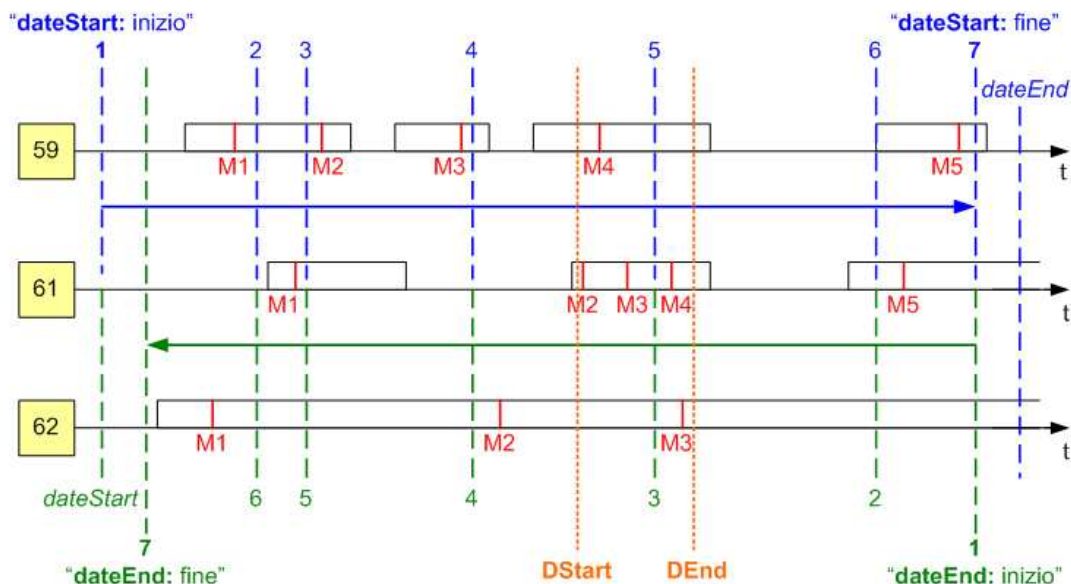 “dateStart: inizio” “dateStart: fine”
1 2 3 4 5 6 7
dateEnd
59
M1 M2 M3 M4 M5 t
61
M1 M2 M3 M4 M5 t
62
M1 M2 M3 t
dateStart 6 5 4 3 2
7 DStart DEnd 1
“dateEnd: fine” “dateEnd: inizio”